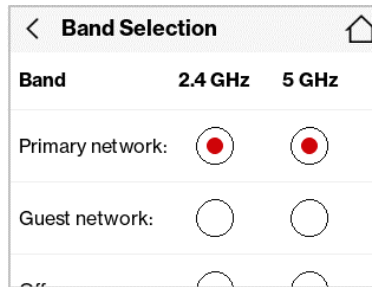 Band Selection
Band 2.4 GHz 5 GHz
Primary network:
Guest network: